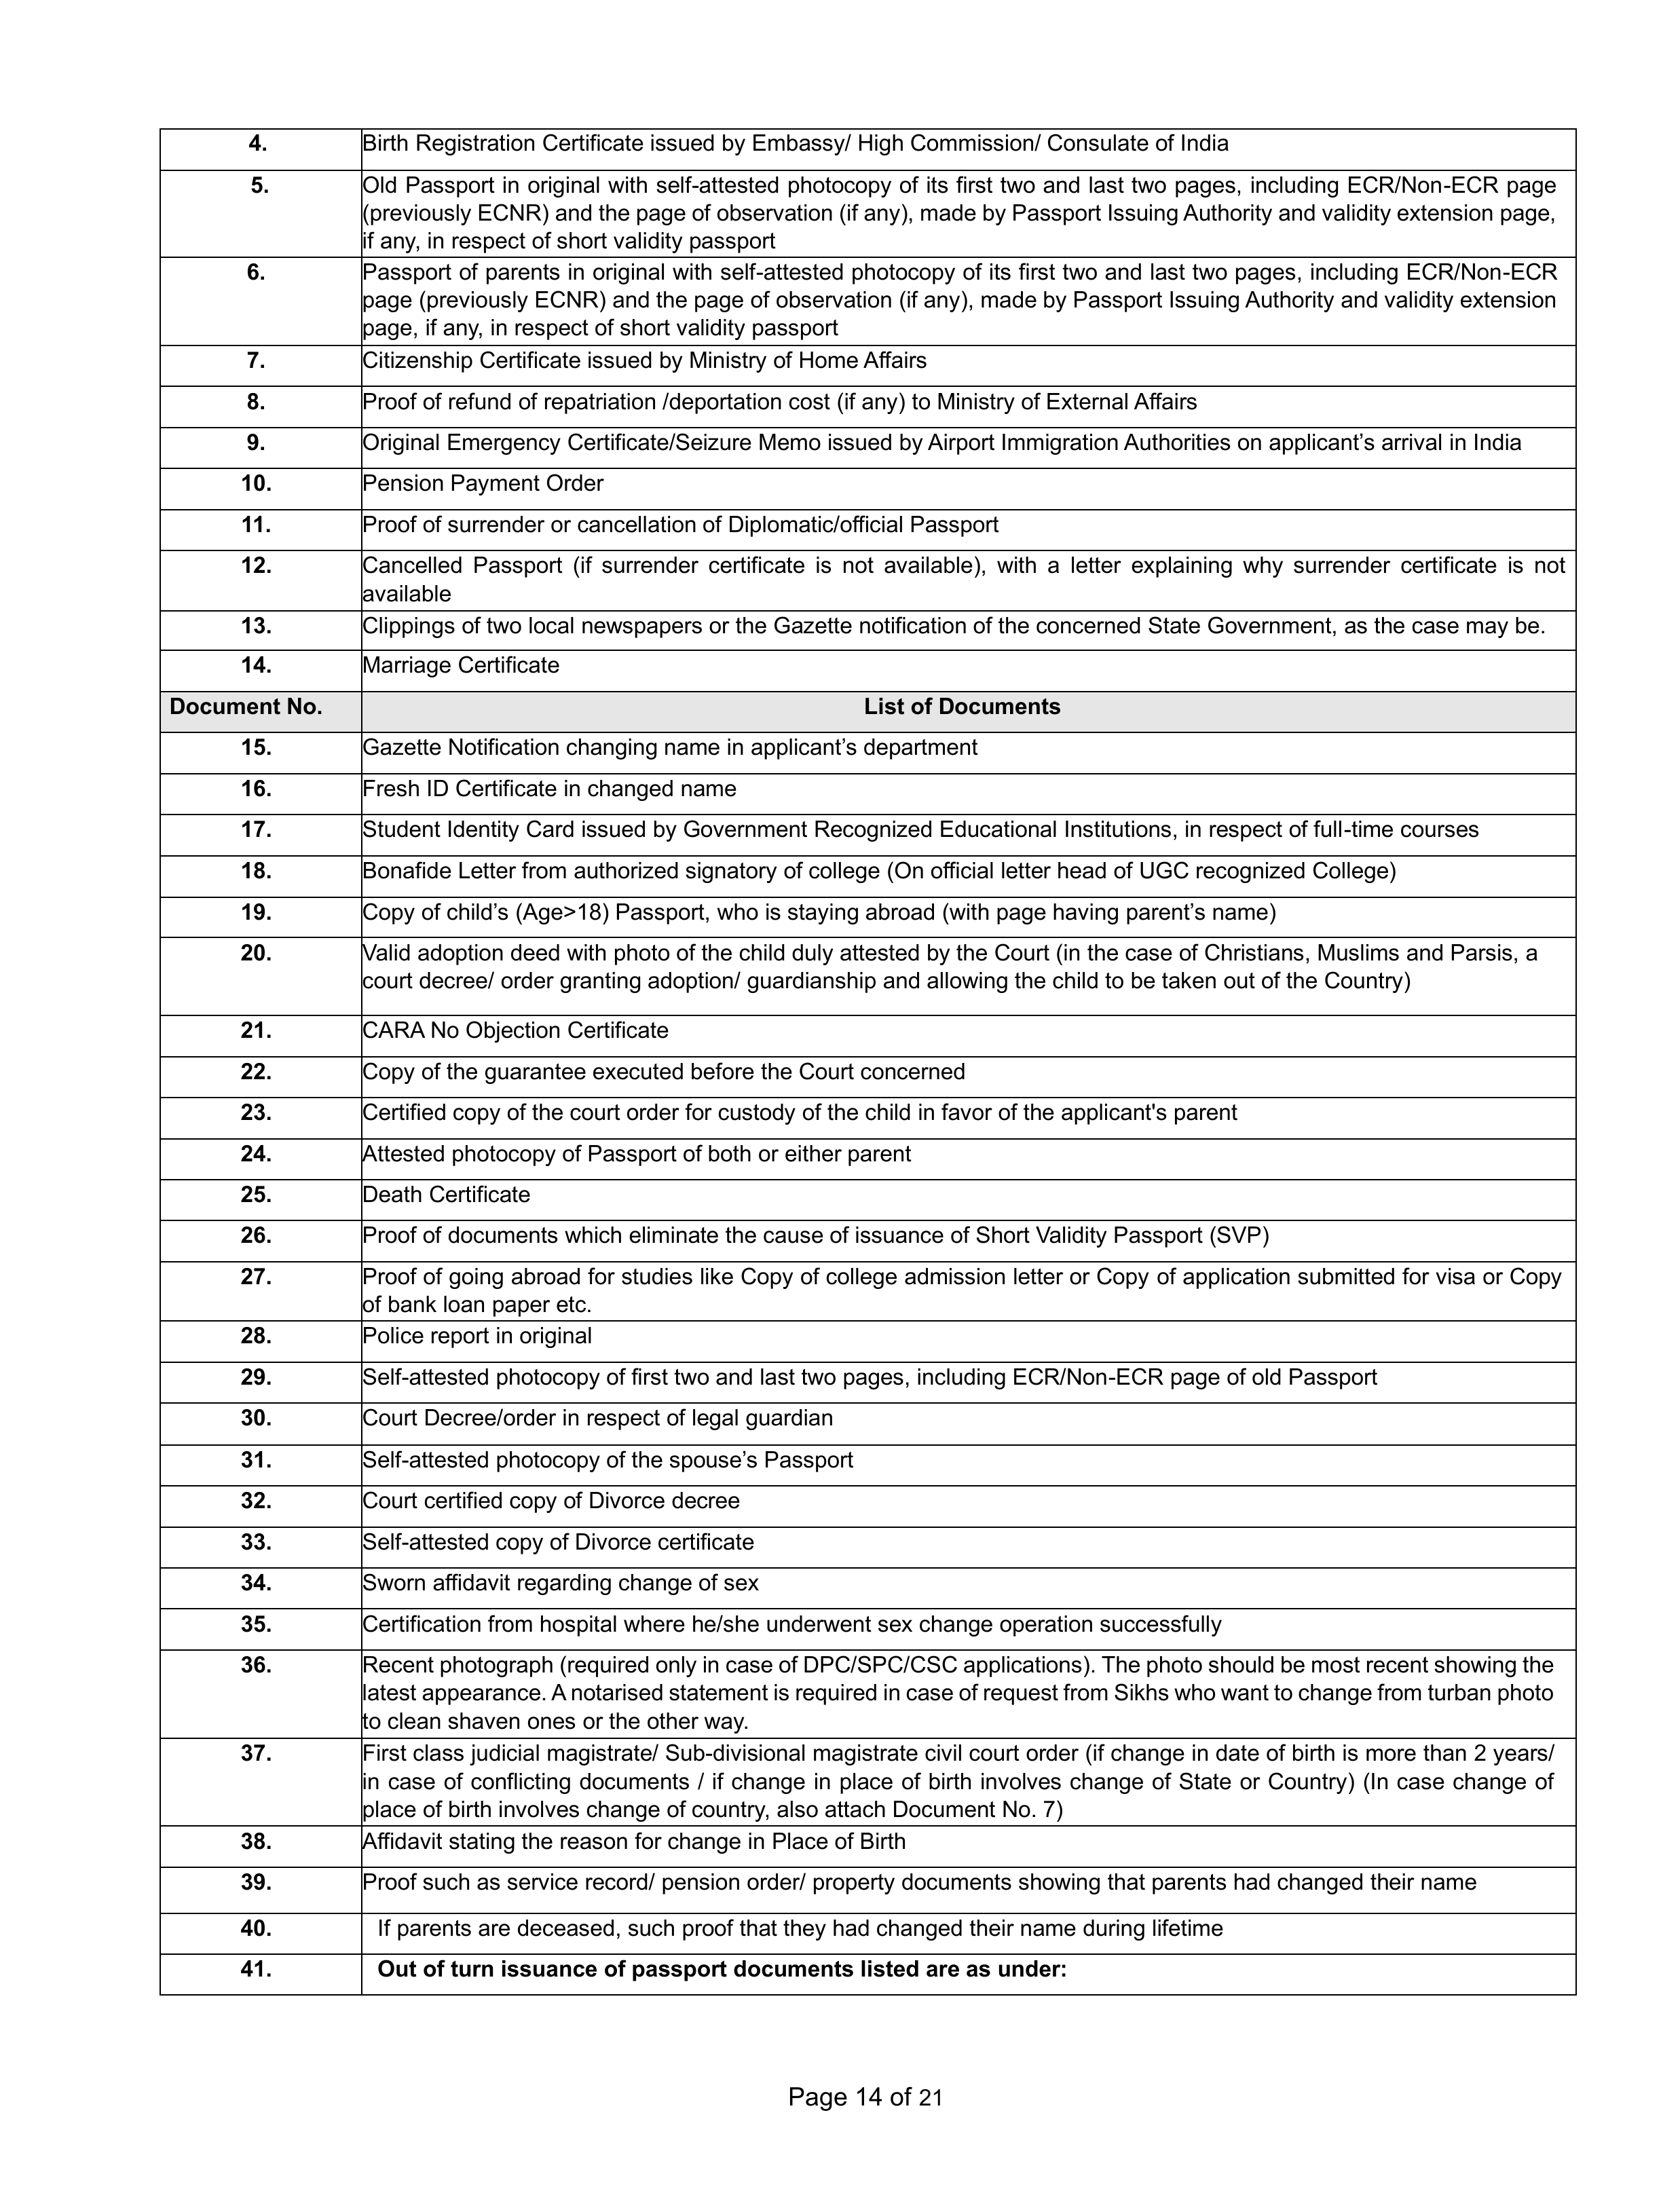 4. Birth Registration Certificate issued by Embassy/ High Commission/ Consulate of India
5. Old Passport in original with self-attested photocopy of its first two and last two pages, including ECR/Non-ECR page
(previously ECNR) and the page of observation (if any), made by Passport Issuing Authority and validity extension page,
if any, in respect of short validity passport
6. Passport of parents in original with self-attested photocopy of its first two and last two pages, including ECR/Non-ECR
page (previously ECNR) and the page of observation (if any), made by Passport Issuing Authority and validity extension
page, if any, in respect of short validity passport
7. Citizenship Certificate issued by Ministry of Home Affairs
8. Proof of refund of repatriation /deportation cost (if any) to Ministry of External Affairs
9. Original Emergency Certificate/Seizure Memo issued by Airport Immigration Authorities on applicant’s arrival in India
10. Pension Payment Order
11. Proof of surrender or cancellation of Diplomatic/official Passport
12. Cancelled Passport (if surrender certificate is not available), with a letter explaining why surrender certificate is not
available
13. Clippings of two local newspapers or the Gazette notification of the concerned State Government, as the case may be.
14. Marriage Certificate
Document No. List of Documents
15. Gazette Notification changing name in applicant’s department
16. Fresh ID Certificate in changed name
17. Student Identity Card issued by Government Recognized Educational Institutions, in respect of full-time courses
18. Bonafide Letter from authorized signatory of college (On official letter head of UGC recognized College)
19. Copy of child’s (Age>18) Passport, who is staying abroad (with page having parent’s name)
20. Valid adoption deed with photo of the child duly attested by the Court (in the case of Christians, Muslims and Parsis, a
court decree/ order granting adoption/ guardianship and allowing the child to be taken out of the Country)
21. CARA No Objection Certificate
22. Copy of the guarantee executed before the Court concerned
23. Certified copy of the court order for custody of the child in favor of the applicant's parent
24. Attested photocopy of Passport of both or either parent
25. Death Certificate
26. Proof of documents which eliminate the cause of issuance of Short Validity Passport (SVP)
27. Proof of going abroad for studies like Copy of college admission letter or Copy of application submitted for visa or Copy
of bank loan paper etc.
28. Police report in original
29. Self-attested photocopy of first two and last two pages, including ECR/Non-ECR page of old Passport
30. Court Decree/order in respect of legal guardian
31. Self-attested photocopy of the spouse’s Passport
32. Court certified copy of Divorce decree
33. Self-attested copy of Divorce certificate
34. Sworn affidavit regarding change of sex
35. Certification from hospital where he/she underwent sex change operation successfully
36. Recent photograph (required only in case of DPC/SPC/CSC applications). The photo should be most recent showing the
latest appearance. A notarised statement is required in case of request from Sikhs who want to change from turban photo
to clean shaven ones or the other way.
37. First class judicial magistrate/ Sub-divisional magistrate civil court order (if change in date of birth is more than 2 years/
in case of conflicting documents / if change in place of birth involves change of State or Country) (In case change of
place of birth involves change of country, also attach Document No. 7)
38. Affidavit stating the reason for change in Place of Birth
39. Proof such as service record/ pension order/ property documents showing that parents had changed their name
40. If parents are deceased, such proof that they had changed their name during lifetime
41. Out of turn issuance of passport documents listed are as under:
Page 14 of 21